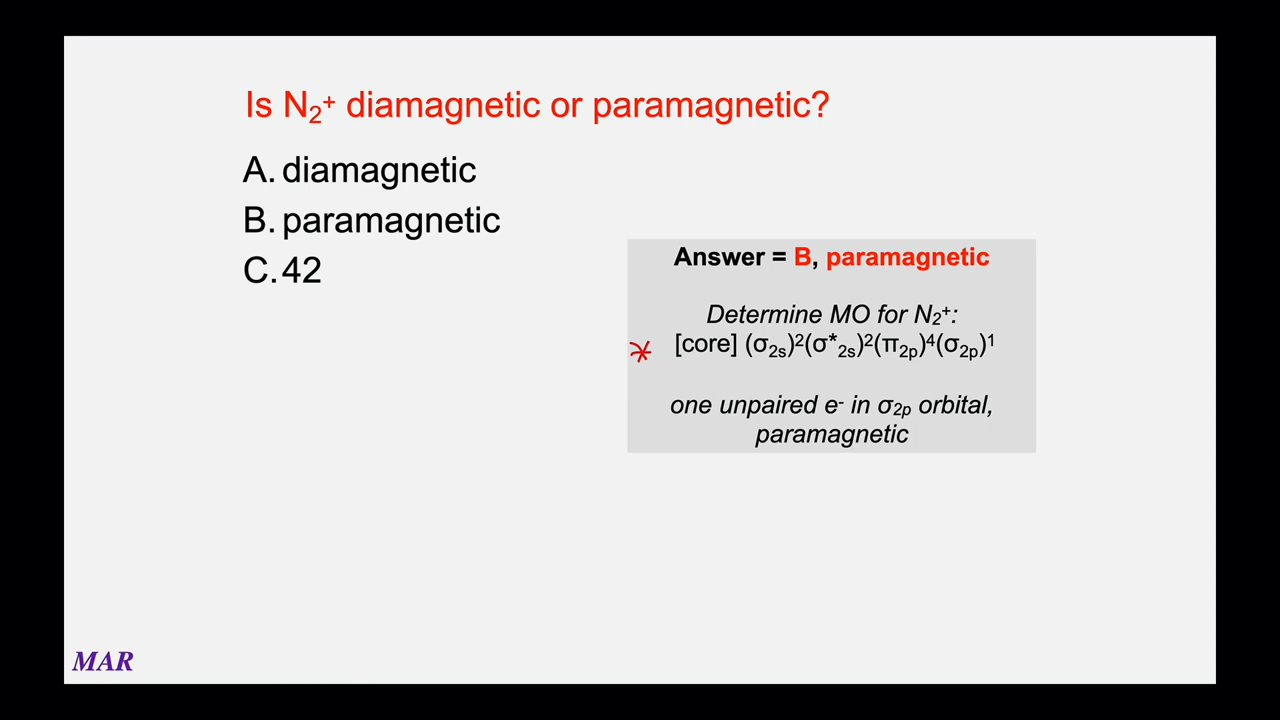 Is N₂⁺ diamagnetic or paramagnetic?
A. diamagnetic
B. paramagnetic
C. 42
Answer = B, paramagnetic
Determine MO for N₂⁺:
[core] (σ₂ₛ)²(σ*₂ₛ)²(π₂ₚ)⁴(σ₂ₚ)¹
one unpaired e⁻ in σ₂ₚ orbital,
paramagnetic
MAR